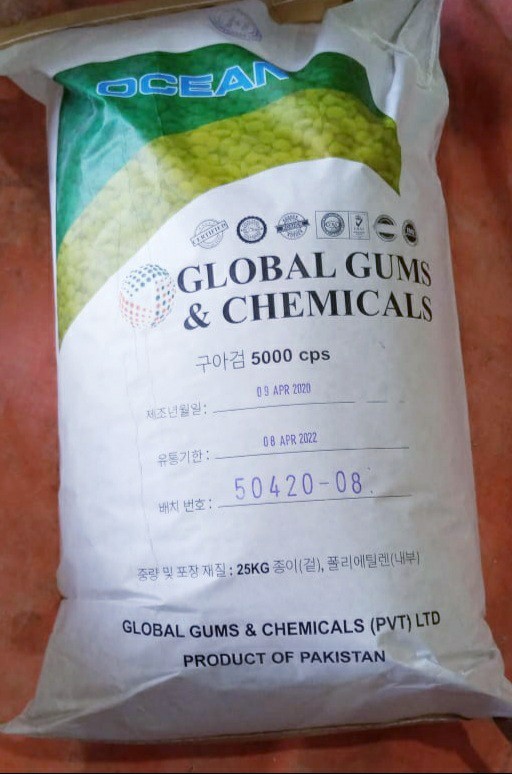 OCEAN
CERTIFIED
GLOBAL GUMS
& CHEMICALS
구아검 5000 cps
제조년월일: 09 APR 2020
유통기한: 08 APR 2022
배치 번호: 50420-08
중량 및 포장 재질: 25KG 종이(겉), 폴리에틸렌(내부)
GLOBAL GUMS & CHEMICALS (PVT) LTD
PRODUCT OF PAKISTAN